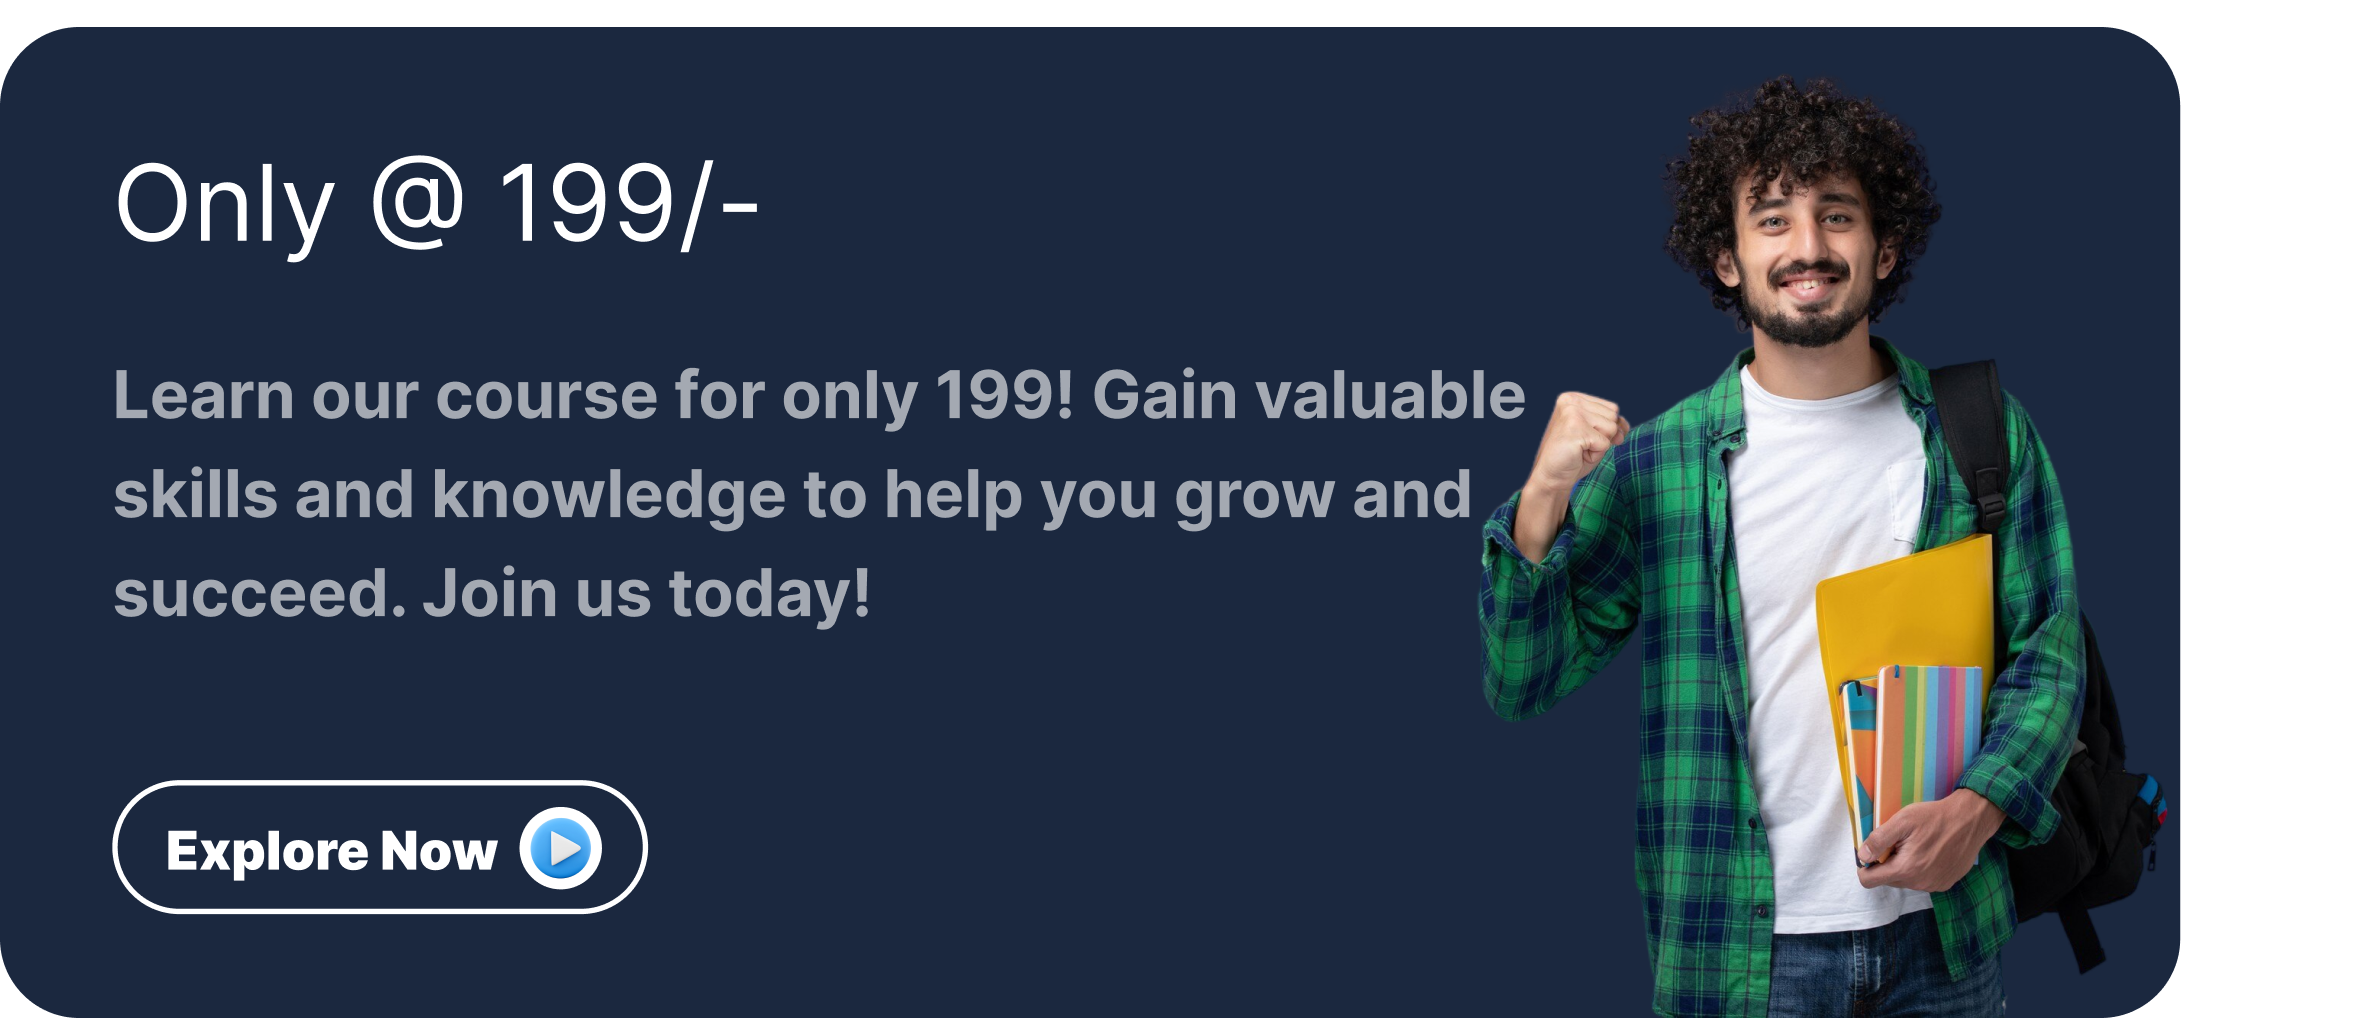 Only @ 199/-
Learn our course for only 199! Gain valuable
skills and knowledge to help you grow and
succeed. Join us today!
Explore Now